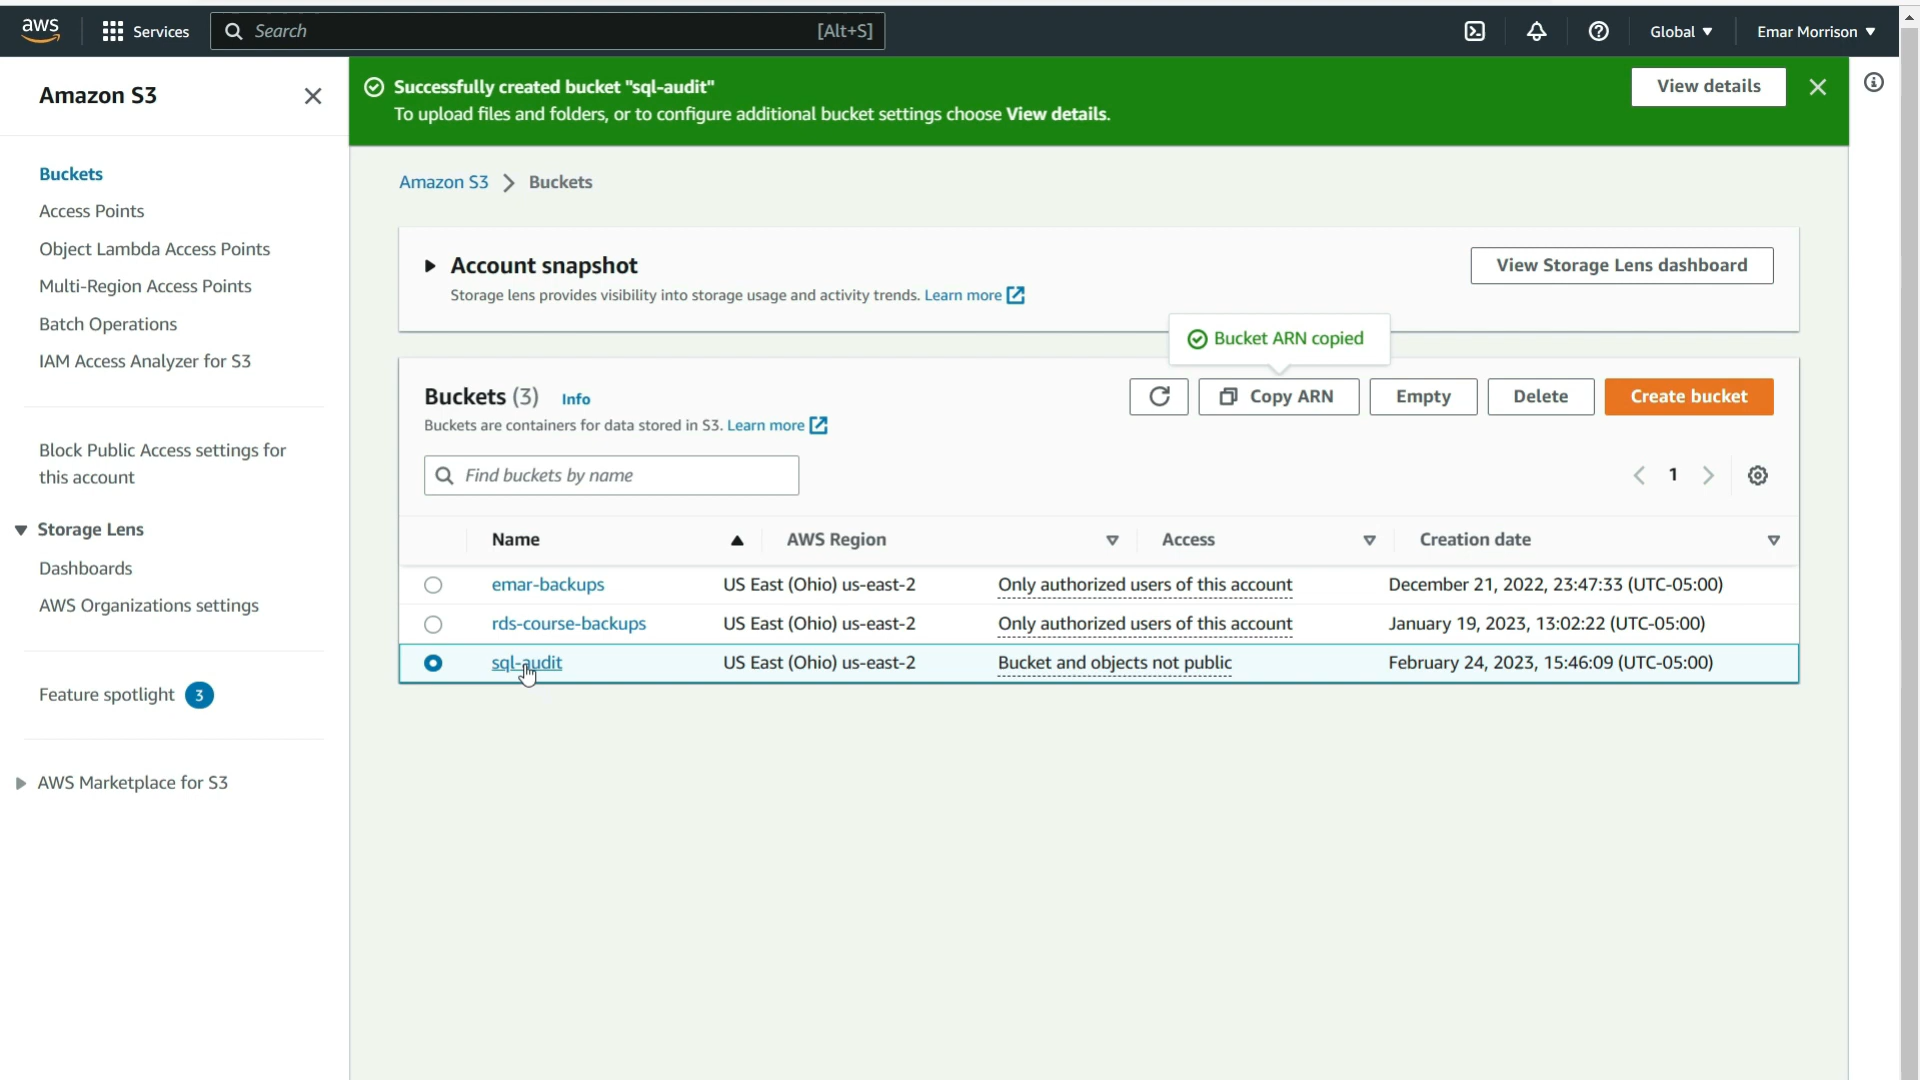 aws
Services
Search [Alt+S]
Global
Emar Morrison
Amazon S3
Buckets
Access Points
Object Lambda Access Points
Multi-Region Access Points
Batch Operations
IAM Access Analyzer for S3
Block Public Access settings for
this account
Storage Lens
Dashboards
AWS Organizations settings
Feature spotlight 3
AWS Marketplace for S3
Successfully created bucket "sql-audit"
To upload files and folders, or to configure additional bucket settings choose View details.
View details
Amazon S3 > Buckets
Account snapshot
Storage lens provides visibility into storage usage and activity trends. Learn more
View Storage Lens dashboard
Bucket ARN copied
Buckets (3) Info
Buckets are containers for data stored in S3. Learn more
Copy ARN
Empty
Delete
Create bucket
Find buckets by name
1
Name AWS Region Access Creation date
emar-backups US East (Ohio) us-east-2 Only authorized users of this account December 21, 2022, 23:47:33 (UTC-05:00)
rds-course-backups US East (Ohio) us-east-2 Only authorized users of this account January 19, 2023, 13:02:22 (UTC-05:00)
sql-audit US East (Ohio) us-east-2 Bucket and objects not public February 24, 2023, 15:46:09 (UTC-05:00)